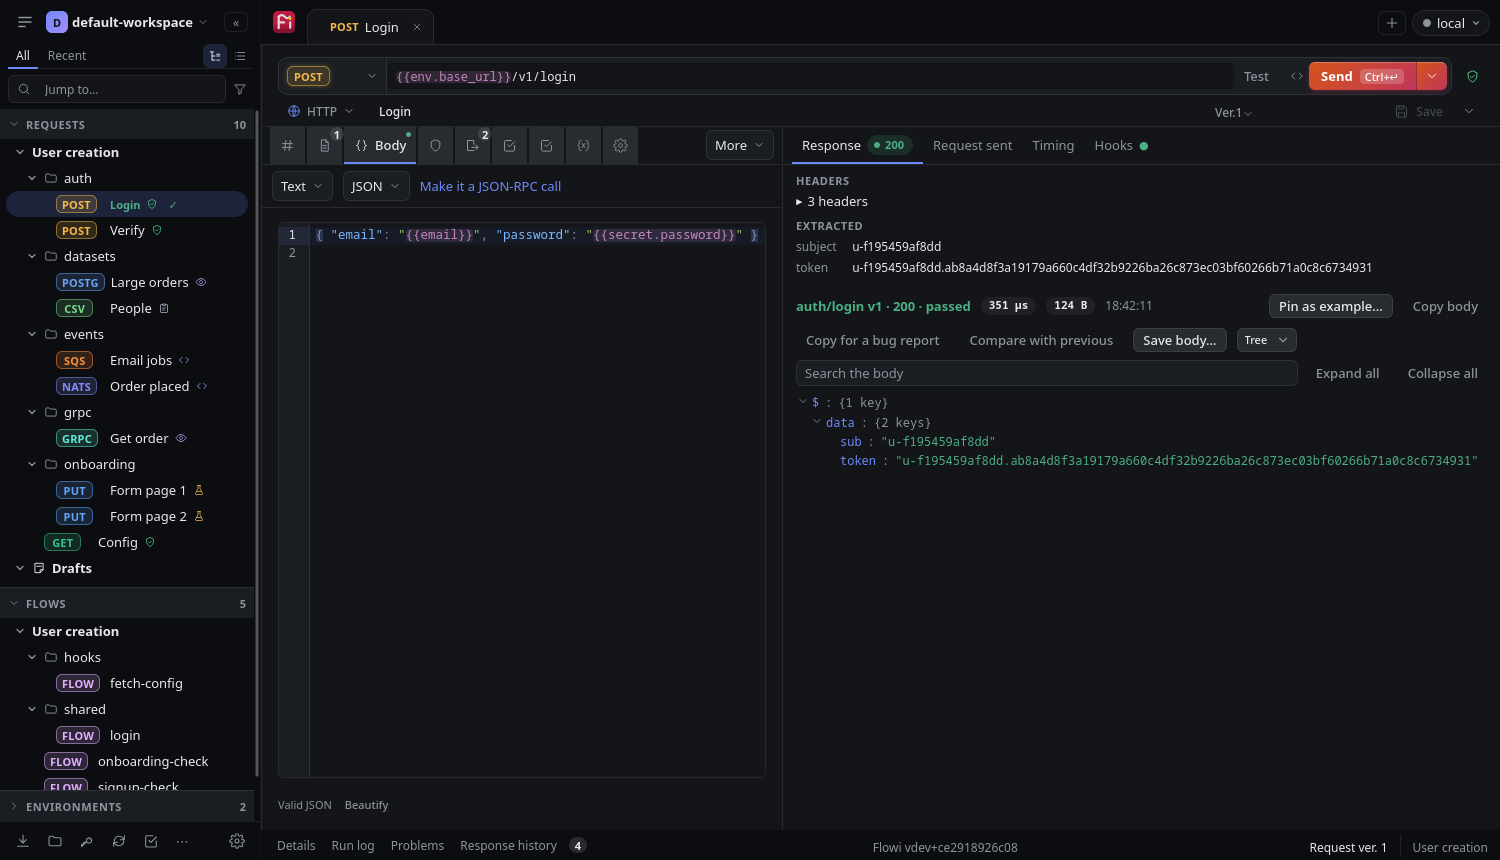 D default-workspace «
All Recent
Jump to...
REQUESTS 10
User creation
auth
POST Login ✓
POST Verify
datasets
POSTG Large orders
CSV People
events
SQS Email jobs
NATS Order placed
grpc
GRPC Get order
onboarding
PUT Form page 1
PUT Form page 2
GET Config
Drafts
FLOWS 5
User creation
hooks
FLOW fetch-config
shared
FLOW login
FLOW onboarding-check
FLOW signup-check
ENVIRONMENTS 2
POST Login
local
POST {{env.base_url}}/v1/login Test Send Ctrl+↵
HTTP Login Ver.1 Save
1 {} Body 2 {x} More
Text JSON Make it a JSON-RPC call
1 { "email": "{{email}}", "password": "{{secret.password}}" }
2
Valid JSON Beautify
Response 200 Request sent Timing Hooks
HEADERS
3 headers
EXTRACTED
subject u-f195459af8dd
token u-f195459af8dd.ab8a4d8f3a19179a660c4df32b9226ba26c873ec03bf60266b71a0c8c6734931
auth/login v1 · 200 · passed 351 µs 124 B 18:42:11 Pin as example... Copy body
Copy for a bug report Compare with previous Save body... Tree
Search the body Expand all Collapse all
$ : {1 key}
data : {2 keys}
sub : "u-f195459af8dd"
token : "u-f195459af8dd.ab8a4d8f3a19179a660c4df32b9226ba26c873ec03bf60266b71a0c8c6734931"
Details Run log Problems Response history 4 Flowi vdev+ce2918926c08 Request ver. 1 User creation